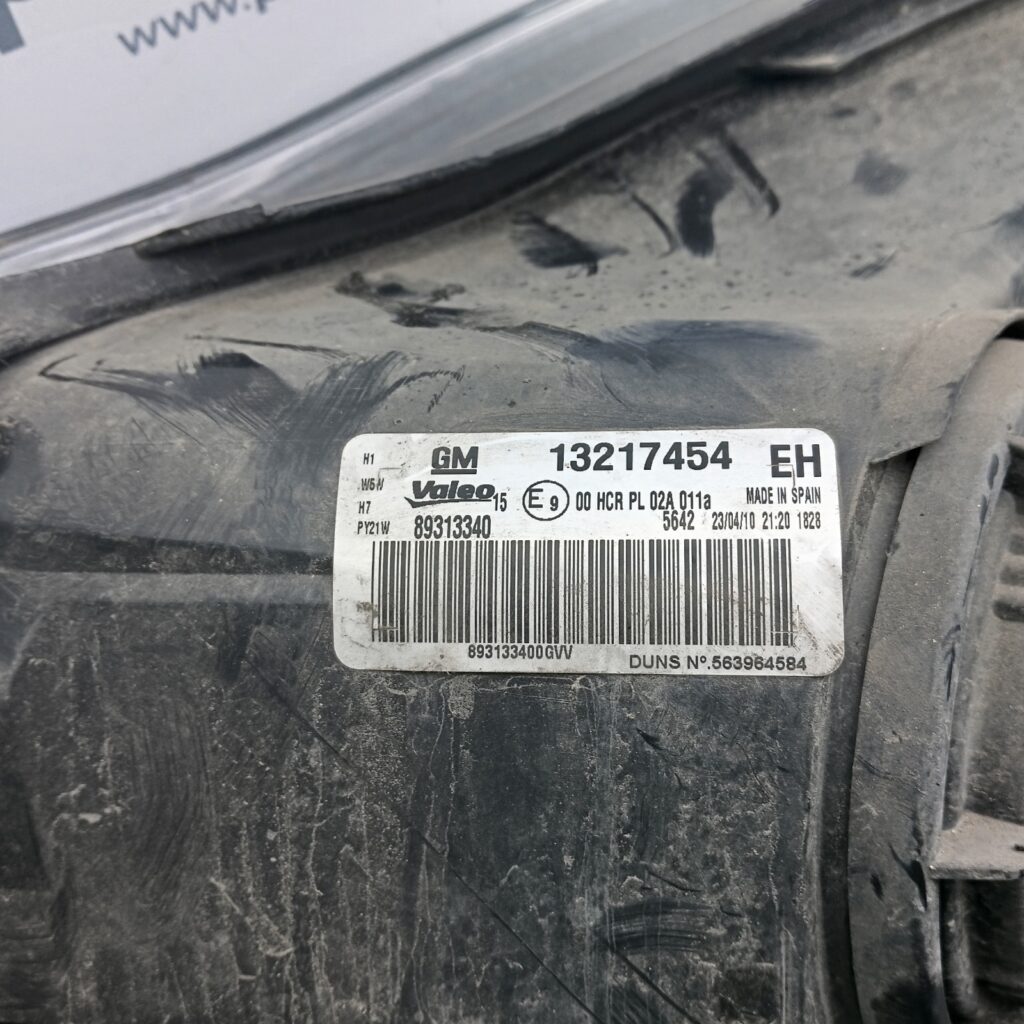 www.
H1
W5W
H7
PY21W
GM 13217454 EH
Valeo 15 E9 00 HCR PL 02A 011a MADE IN SPAIN
89313340 5642 23/04/10 21:20 1828
893133400GVV
DUNS Nº.563964584